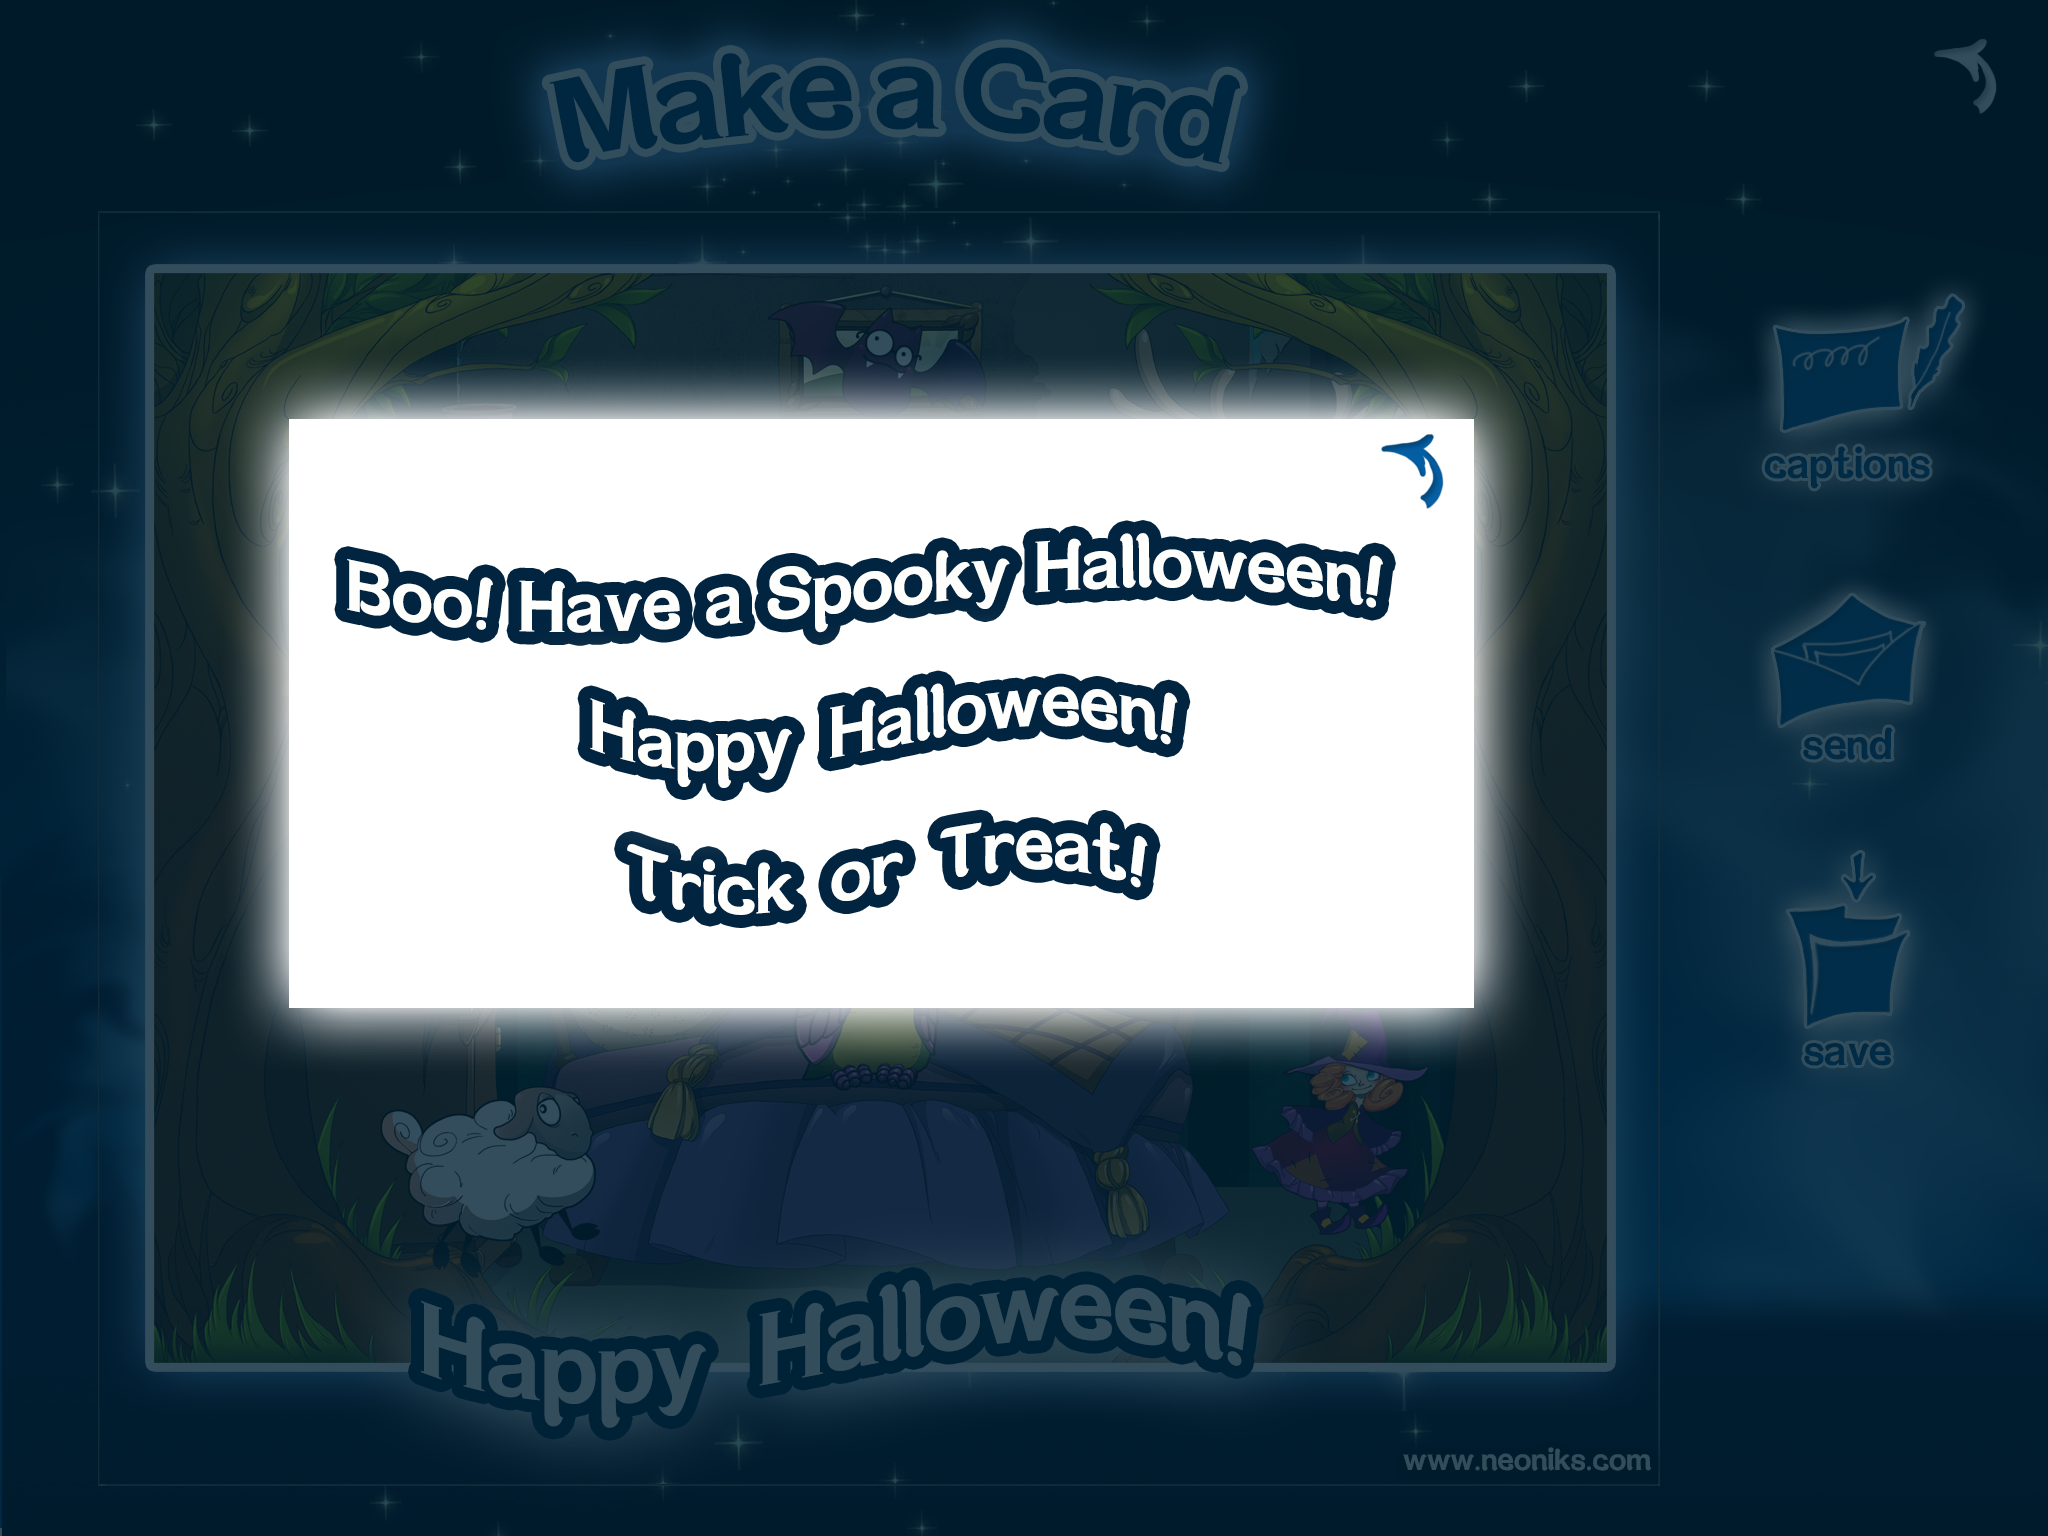 Make a Card
captions
Boo! Have a Spooky Halloween!
Happy Halloween!
Trick or Treat!
send
save
Happy Halloween!
www.neoniks.com